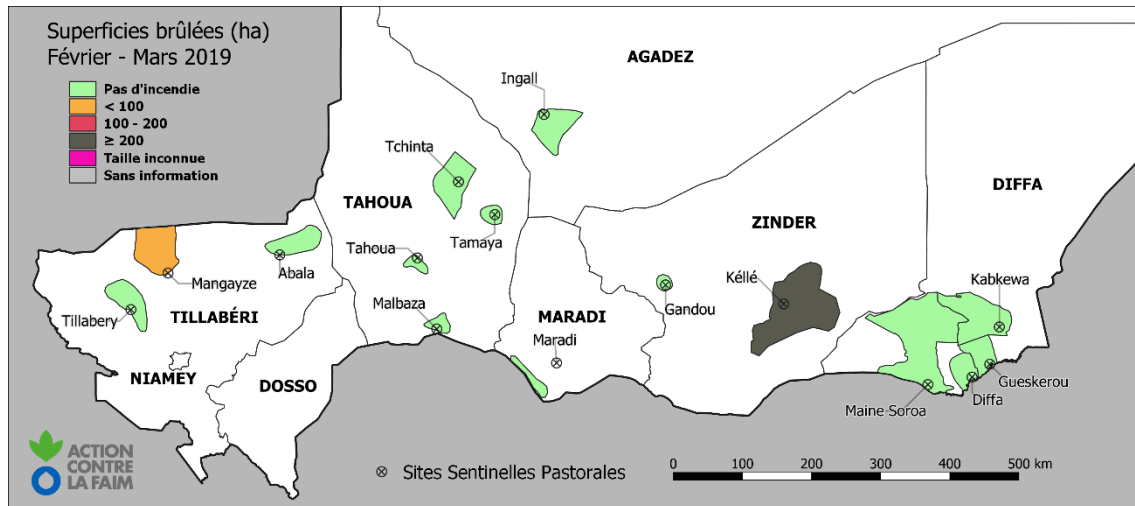 Superficies brûlées (ha)
Février - Mars 2019
Pas d'incendie
< 100
100 - 200
≥ 200
Taille inconnue
Sans information
AGADEZ
Ingall
Tchinta
DIFFA
TAHOUA
ZINDER
Tamaya
Tahoua
Abala
Mangayze
Kéllé
Kabkewa
Gandou
Malbaza
Tillabery
TILLABÉRI
MARADI
Maradi
NIAMEY
DOSSO
Gueskerou
Diffa
Maine-Soroa
ACTION
CONTRE
LA FAIM
Sites Sentinelles Pastorales
0 100 200 300 400 500 km